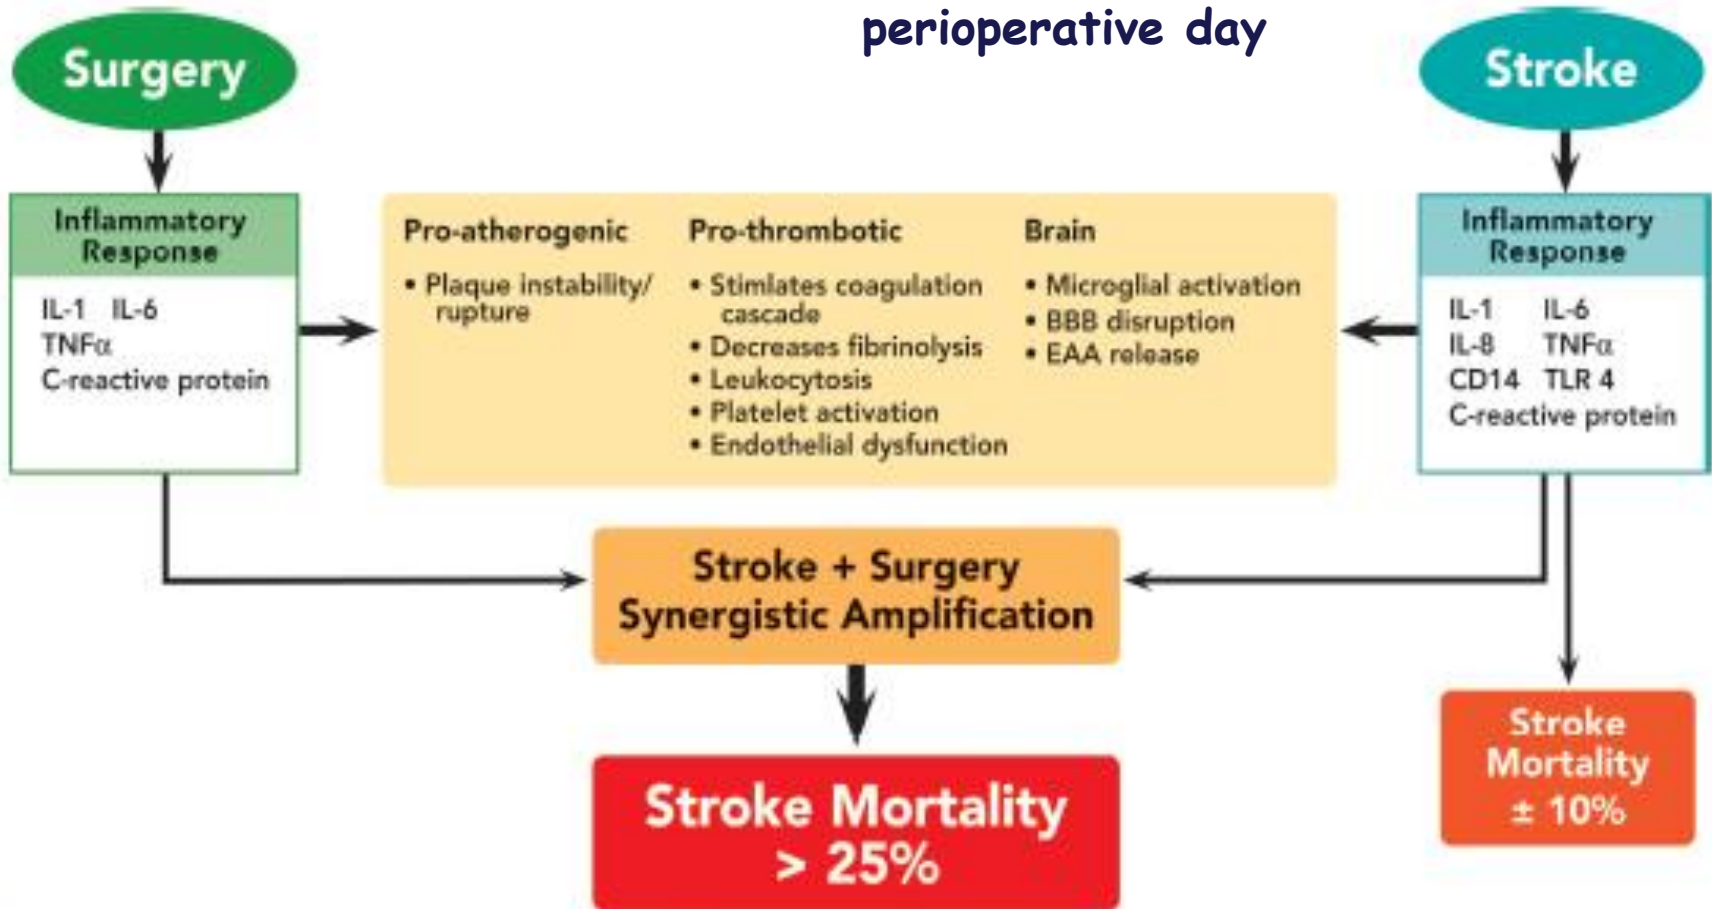 perioperative day
Surgery
Stroke
Inflammatory
Response
IL-1 IL-6
TNFα
C-reactive protein
Pro-atherogenic
• Plaque instability/
rupture
Pro-thrombotic
• Stimlates coagulation
cascade
• Decreases fibrinolysis
• Leukocytosis
• Platelet activation
• Endothelial dysfunction
Brain
• Microglial activation
• BBB disruption
• EAA release
Inflammatory
Response
IL-1 IL-6
IL-8 TNFα
CD14 TLR 4
C-reactive protein
Stroke + Surgery
Synergistic Amplification
Stroke Mortality
> 25%
Stroke
Mortality
± 10%